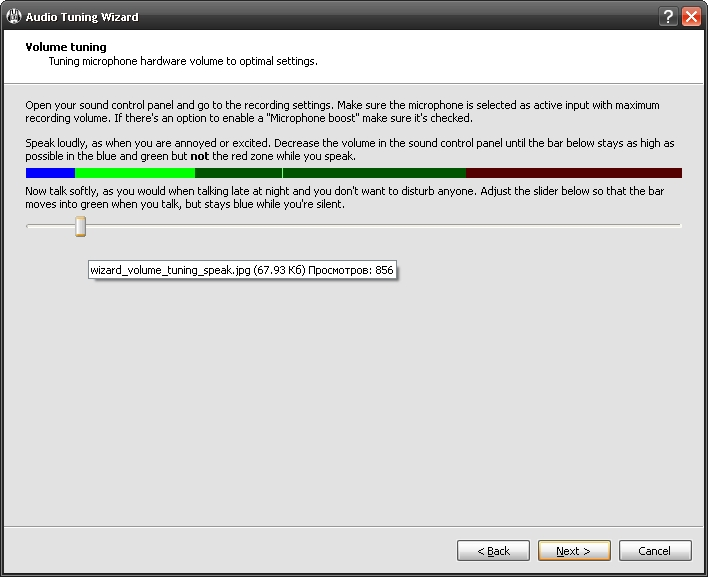 Audio Tuning Wizard
?
Volume tuning
Tuning microphone hardware volume to optimal settings.
Open your sound control panel and go to the recording settings. Make sure the microphone is selected as active input with maximum
recording volume. If there's an option to enable a "Microphone boost" make sure it's checked.
Speak loudly, as when you are annoyed or excited. Decrease the volume in the sound control panel until the bar below stays as high as
possible in the blue and green but not the red zone while you speak.
Now talk softly, as you would when talking late at night and you don't want to disturb anyone. Adjust the slider below so that the bar
moves into green when you talk, but stays blue while you're silent.
wizard_volume_tuning_speak.jpg (67.93 Кб) Просмотров: 856
< Back
Next >
Cancel